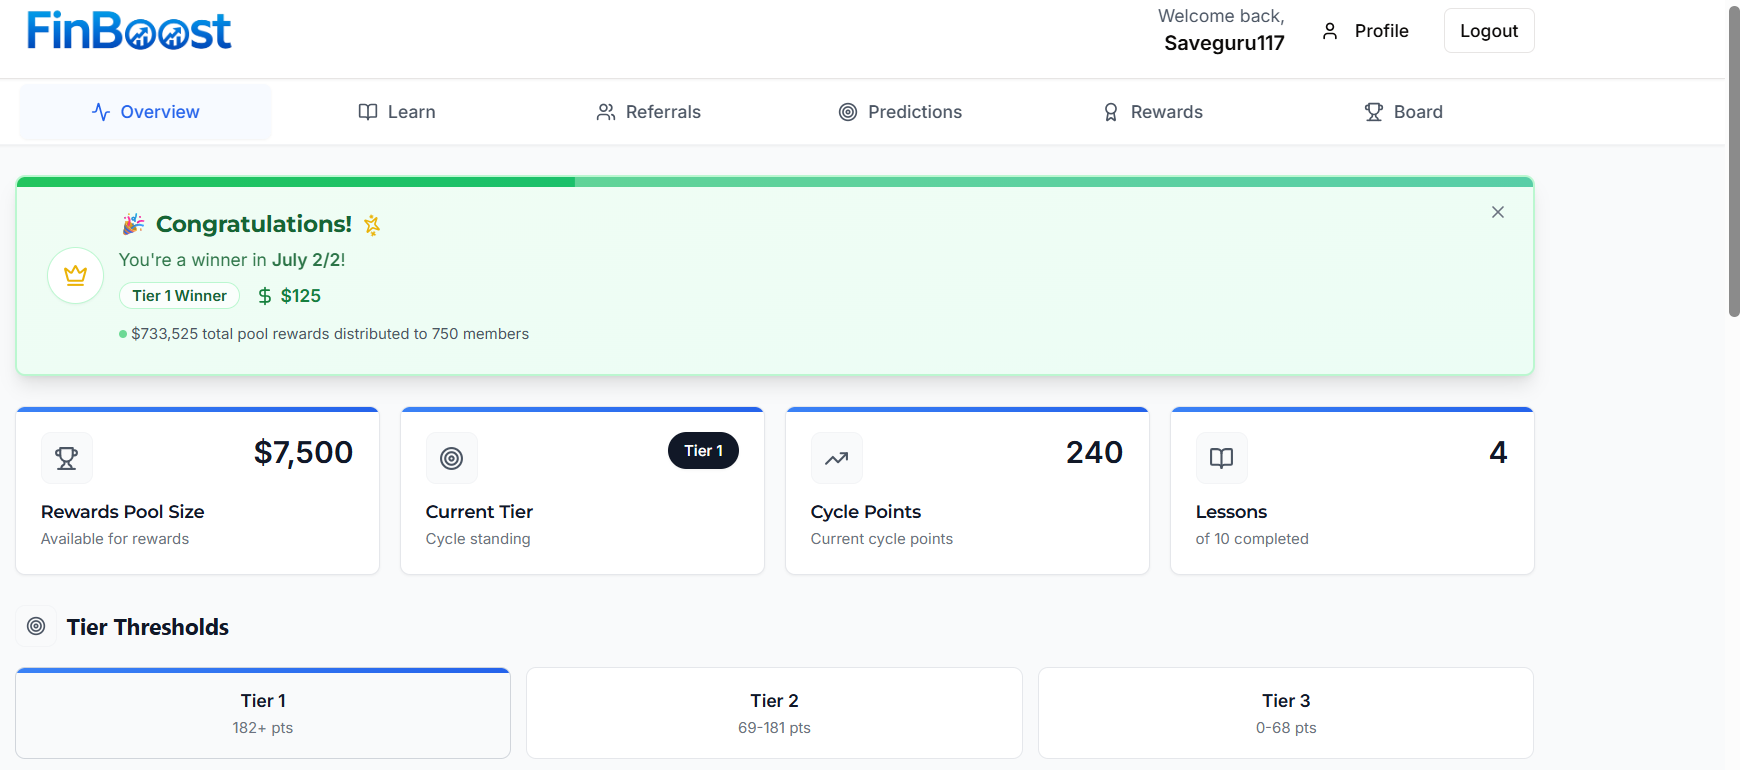 FinBoost
Welcome back,
Saveguru117
Profile
Logout
Overview
Learn
Referrals
Predictions
Rewards
Board
Congratulations!
You're a winner in July 2/2!
Tier 1 Winner
$125
$733,525 total pool rewards distributed to 750 members
$7,500
Rewards Pool Size
Available for rewards
Tier 1
Current Tier
Cycle standing
240
Cycle Points
Current cycle points
4
Lessons
of 10 completed
Tier Thresholds
Tier 1
182+ pts
Tier 2
69-181 pts
Tier 3
0-68 pts